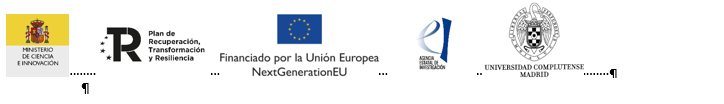 MINISTERIO
DE CIENCIA
E INNOVACIÓN
Plan de
Recuperación,
Transformación
y Resiliencia
Financiado por la Unión Europea
NextGenerationEU
AGENCIA
ESTATAL DE
INVESTIGACIÓN
UNIVERSIDAD COMPLUTENSE
MADRID
¶
¶